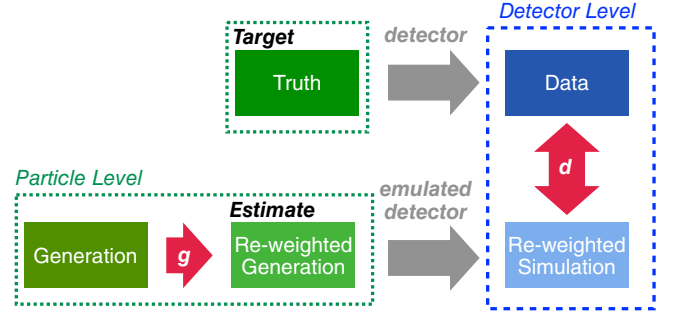 Detector Level
Target
detector
Truth
Data
Particle Level
d
Estimate
emulated
detector
Generation
g
Re-weighted
Generation
Re-weighted
Simulation